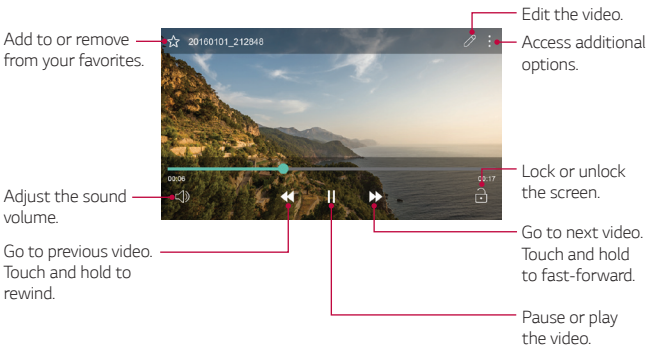 Add to or remove
from your favorites.
Adjust the sound
volume.
Go to previous video.
Touch and hold to
rewind.
20160101_212848
00:06
00:17
Edit the video.
Access additional
options.
Lock or unlock
the screen.
Go to next video.
Touch and hold
to fast-forward.
Pause or play
the video.